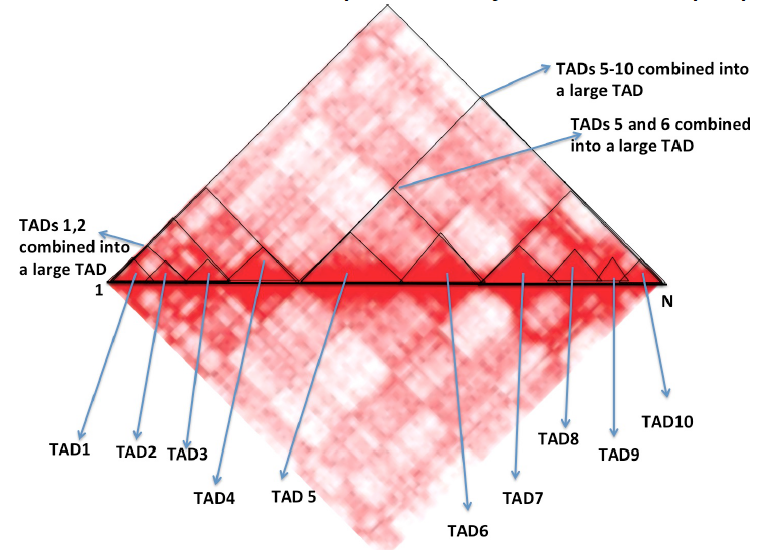 TADs 5-10 combined into
a large TAD
TADs 5 and 6 combined
into a large TAD
TADs 1,2
combined into
a large TAD
1
N
TAD1
TAD2
TAD3
TAD4
TAD 5
TAD6
TAD7
TAD8
TAD9
TAD10